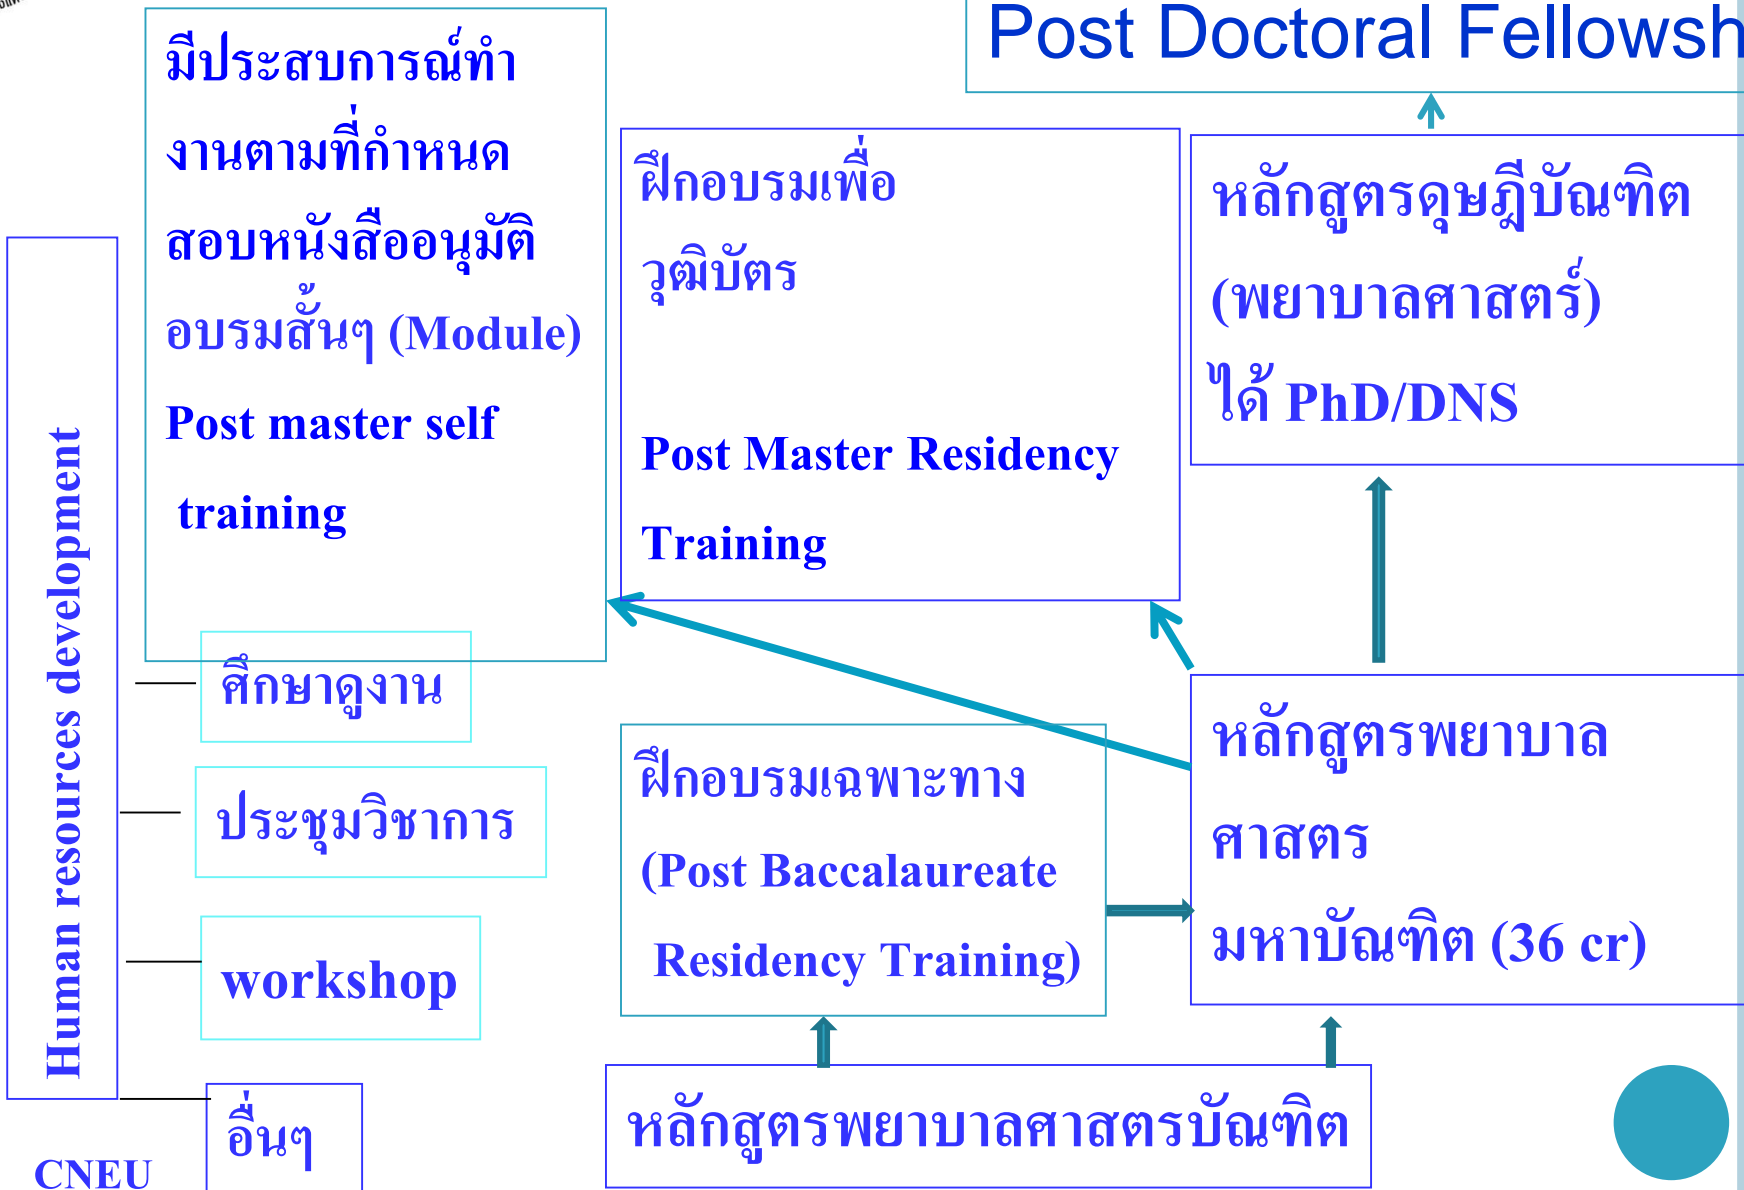 Post Doctoral Fellowsh
มีประสบการณ์ทำ
งานตามที่กำหนด
สอบหนังสืออนุมัติ
อบรมสั้นๆ (Module)
Post master self
training
ฝึกอบรมเพื่อ
วุฒิบัตร
Post Master Residency
Training
หลักสูตรดุษฎีบัณฑิต
(พยาบาลศาสตร์)
ได้ PhD/DNS
Human resources development
ศึกษาดูงาน
ประชุมวิชาการ
workshop
อื่นๆ
CNEU
ฝึกอบรมเฉพาะทาง
(Post Baccalaureate
Residency Training)
หลักสูตรพยาบาล
ศาสตร
มหาบัณฑิต (36 cr)
หลักสูตรพยาบาลศาสตรบัณฑิต